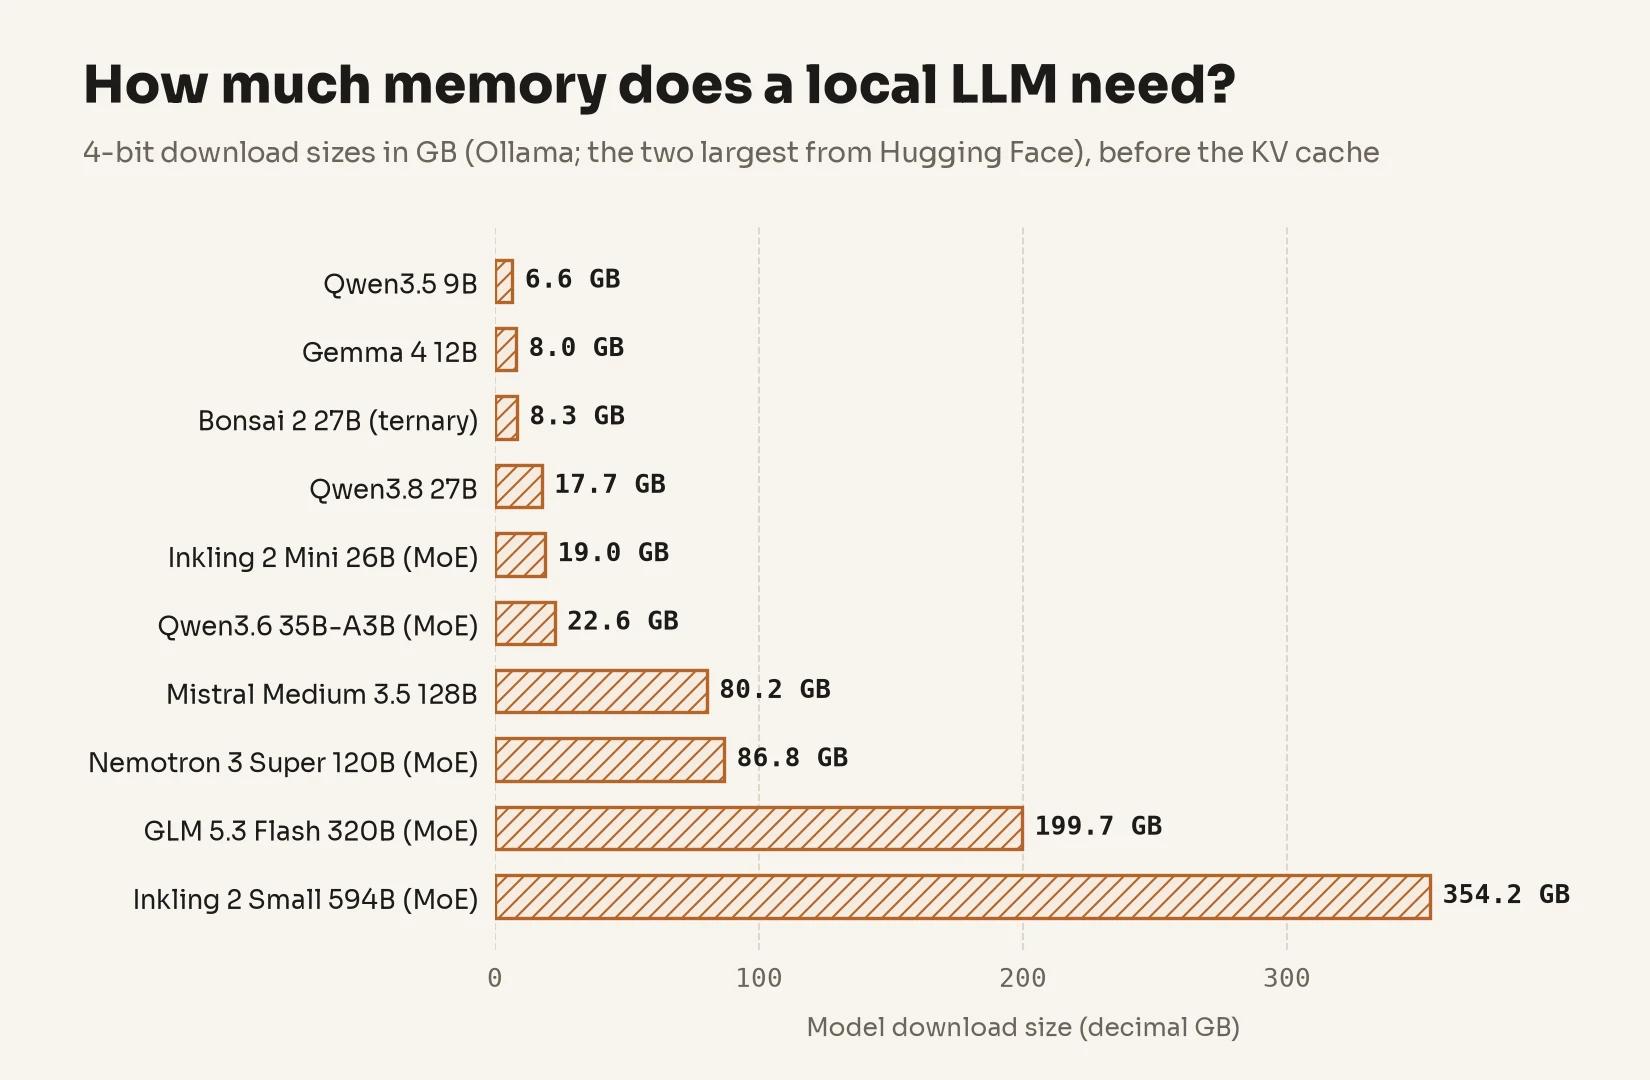 How much memory does a local LLM need?
4-bit download sizes in GB (Ollama; the two largest from Hugging Face), before the KV cache
Qwen3.5 9B 6.6 GB
Gemma 4 12B 8.0 GB
Bonsai 2 27B (ternary) 8.3 GB
Qwen3.8 27B 17.7 GB
Inkling 2 Mini 26B (MoE) 19.0 GB
Qwen3.6 35B-A3B (MoE) 22.6 GB
Mistral Medium 3.5 128B 80.2 GB
Nemotron 3 Super 120B (MoE) 86.8 GB
GLM 5.3 Flash 320B (MoE) 199.7 GB
Inkling 2 Small 594B (MoE) 354.2 GB
0 100 200 300
Model download size (decimal GB)